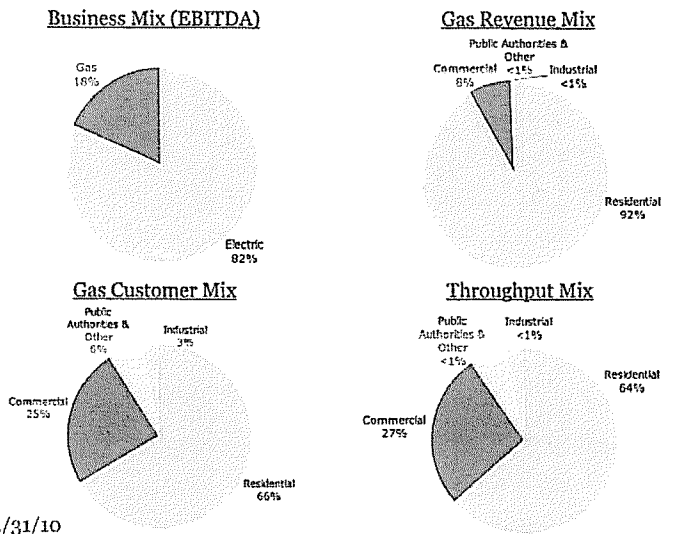 Business Mix (EBITDA)
Gas
18%
Electric
82%
Gas Revenue Mix
Public Authorities &
Other
<1%
Commercial
8%
Industrial
<1%
Residential
92%
Gas Customer Mix
Public
Authorities &
Other
6%
Industrial
3%
Commercial
25%
Residential
66%
Throughput Mix
Public
Authorities &
Other
<1%
Industrial
<1%
Residential
64%
Commercial
27%
/31/10